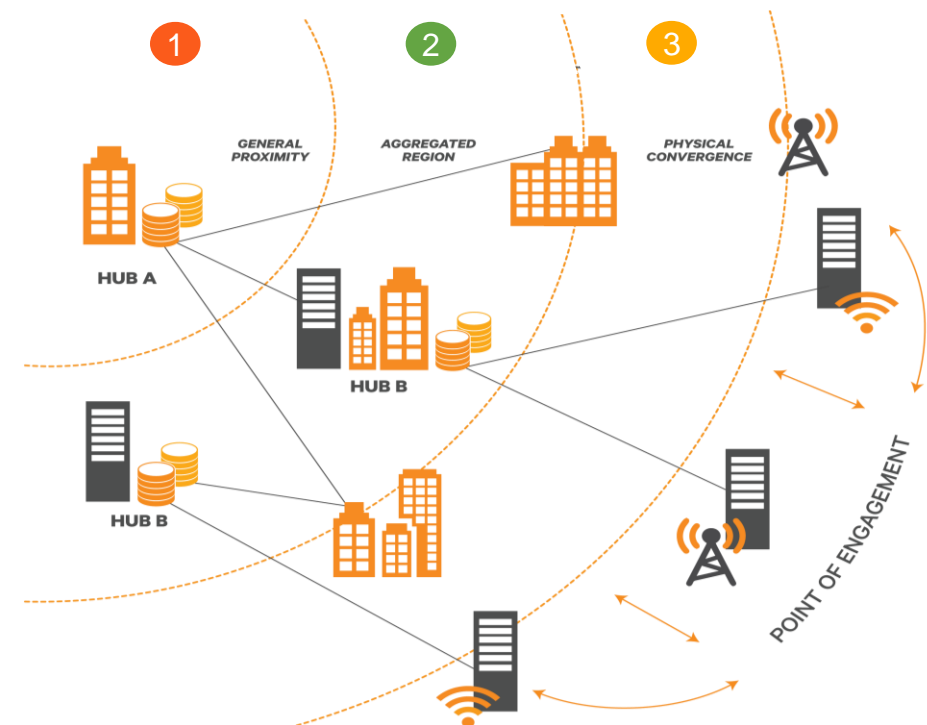 1
2
3
GENERAL
PROXIMITY
AGGREGATED
REGION
PHYSICAL
CONVERGENCE
HUB A
HUB B
HUB B
POINT OF ENGAGEMENT